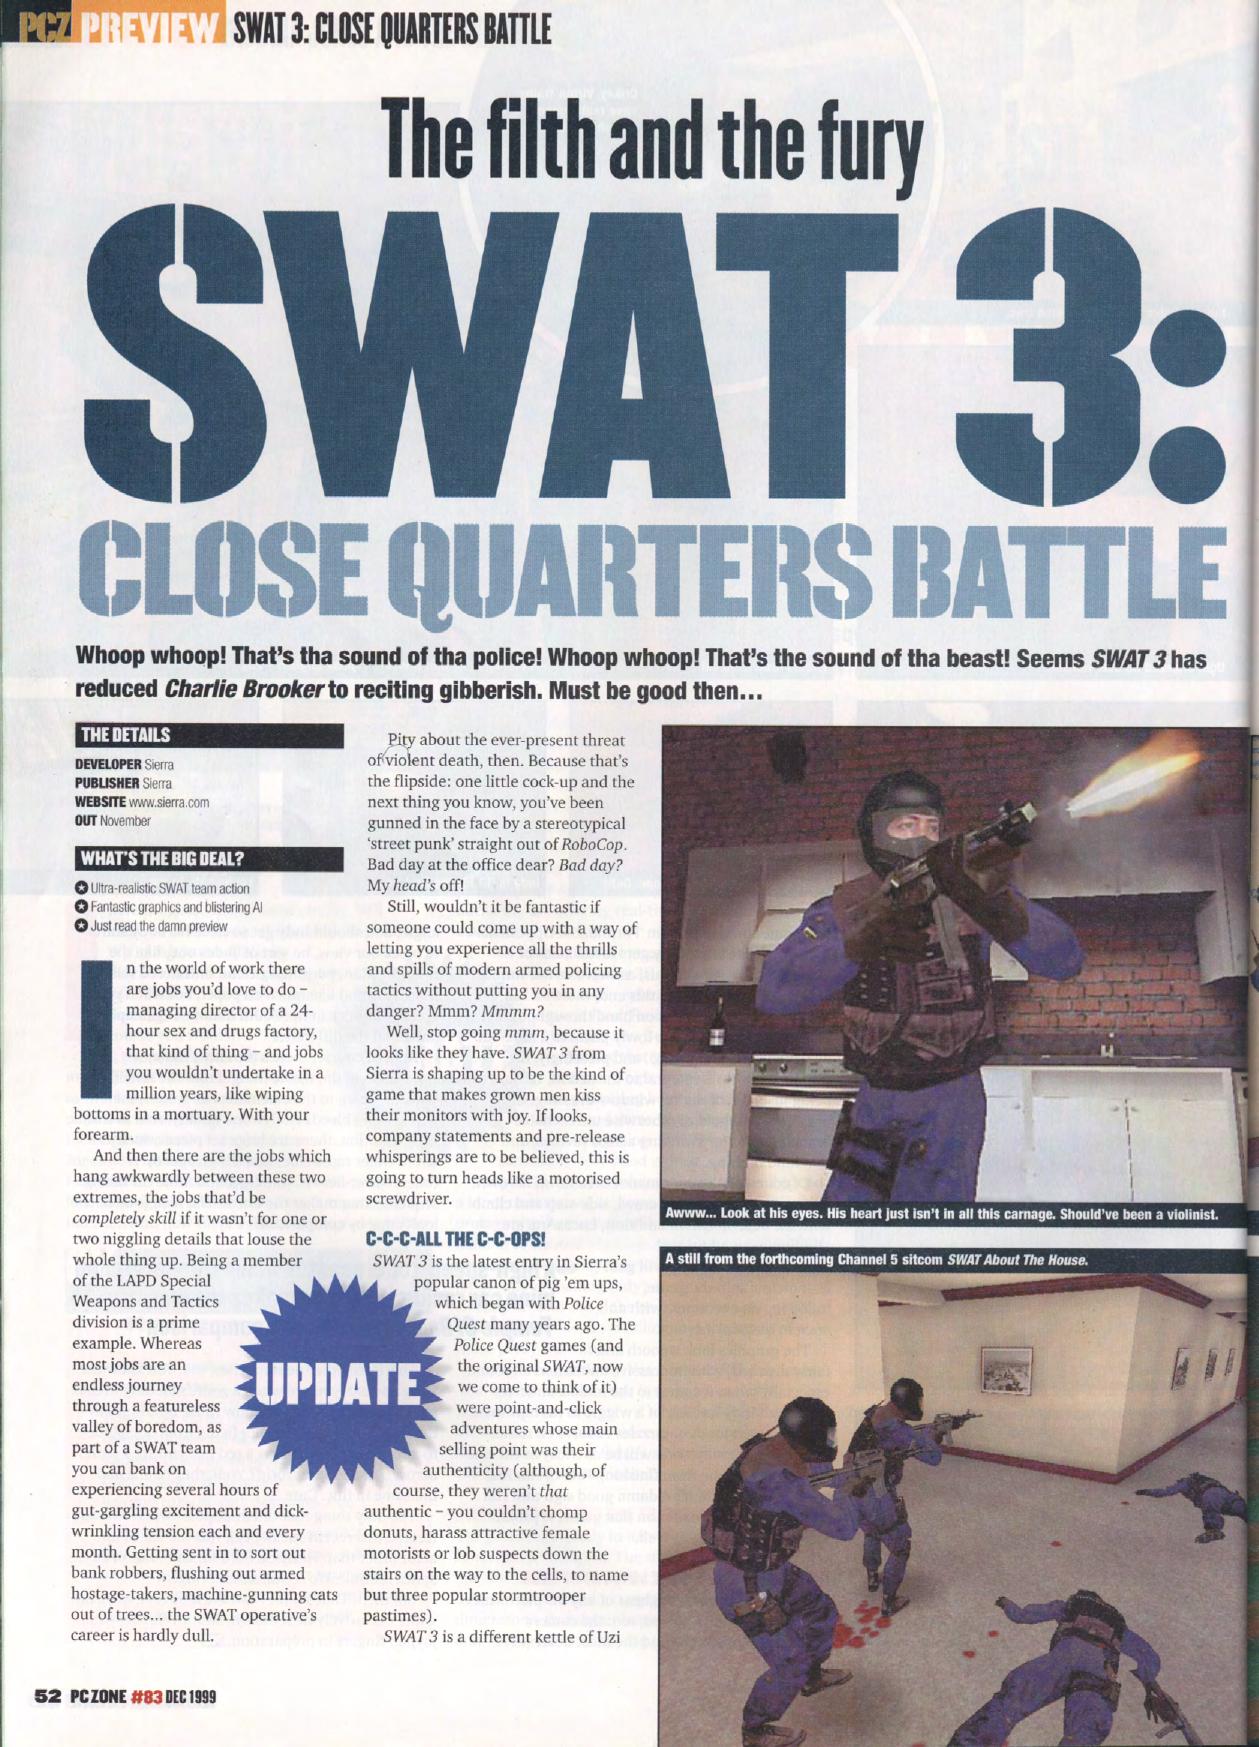 PCZ PREVIEW SWAT 3: CLOSE QUARTERS BATTLE
The filth and the fury
SWAT 3:
CLOSE QUARTERS BATTLE
Whoop whoop! That's tha sound of tha police! Whoop whoop! That's the sound of tha beast! Seems SWAT 3 has
reduced Charlie Brooker to reciting gibberish. Must be good then...
THE DETAILS
DEVELOPER Sierra
PUBLISHER Sierra
WEBSITE www.sierra.com
OUT November
WHAT'S THE BIG DEAL?
Ultra-realistic SWAT team action
Fantastic graphics and blistering AI
Just read the damn preview
In the world of work there
are jobs you'd love to do –
managing director of a 24-
hour sex and drugs factory,
that kind of thing – and jobs
you wouldn't undertake in a
million years, like wiping
bottoms in a mortuary. With your
forearm.
And then there are the jobs which
hang awkwardly between these two
extremes, the jobs that'd be
completely skill if it wasn't for one or
two niggling details that louse the
whole thing up. Being a member
of the LAPD Special
Weapons and Tactics
division is a prime
example. Whereas
most jobs are an
endless journey
through a featureless
valley of boredom, as
part of a SWAT team
you can bank on
experiencing several hours of
gut-gargling excitement and dick-
wrinkling tension each and every
month. Getting sent in to sort out
bank robbers, flushing out armed
hostage-takers, machine-gunning cats
out of trees... the SWAT operative's
career is hardly dull.
UPDATE
Pity about the ever-present threat
of violent death, then. Because that's
the flipside: one little cock-up and the
next thing you know, you've been
gunned in the face by a stereotypical
'street punk' straight out of RoboCop.
Bad day at the office dear? Bad day?
My head's off!
Still, wouldn't it be fantastic if
someone could come up with a way of
letting you experience all the thrills
and spills of modern armed policing
tactics without putting you in any
danger? Mmm? Mmmm?
Well, stop going mmm, because it
looks like they have. SWAT 3 from
Sierra is shaping up to be the kind of
game that makes grown men kiss
their monitors with joy. If looks,
company statements and pre-release
whisperings are to be believed, this is
going to turn heads like a motorised
screwdriver.
C-C-C-ALL THE C-C-OPS!
SWAT 3 is the latest entry in Sierra's
popular canon of pig 'em ups,
which began with Police
Quest many years ago. The
Police Quest games (and
the original SWAT, now
we come to think of it)
were point-and-click
adventures whose main
selling point was their
authenticity (although, of
course, they weren't that
authentic – you couldn't chomp
donuts, harass attractive female
motorists or lob suspects down the
stairs on the way to the cells, to name
but three popular stormtrooper
pastimes).
SWAT 3 is a different kettle of Uzi
Awww... Look at his eyes. His heart just isn't in all this carnage. Should've been a violinist.
A still from the forthcoming Channel 5 sitcom SWAT About The House.
52 PC ZONE #83 DEC 1999